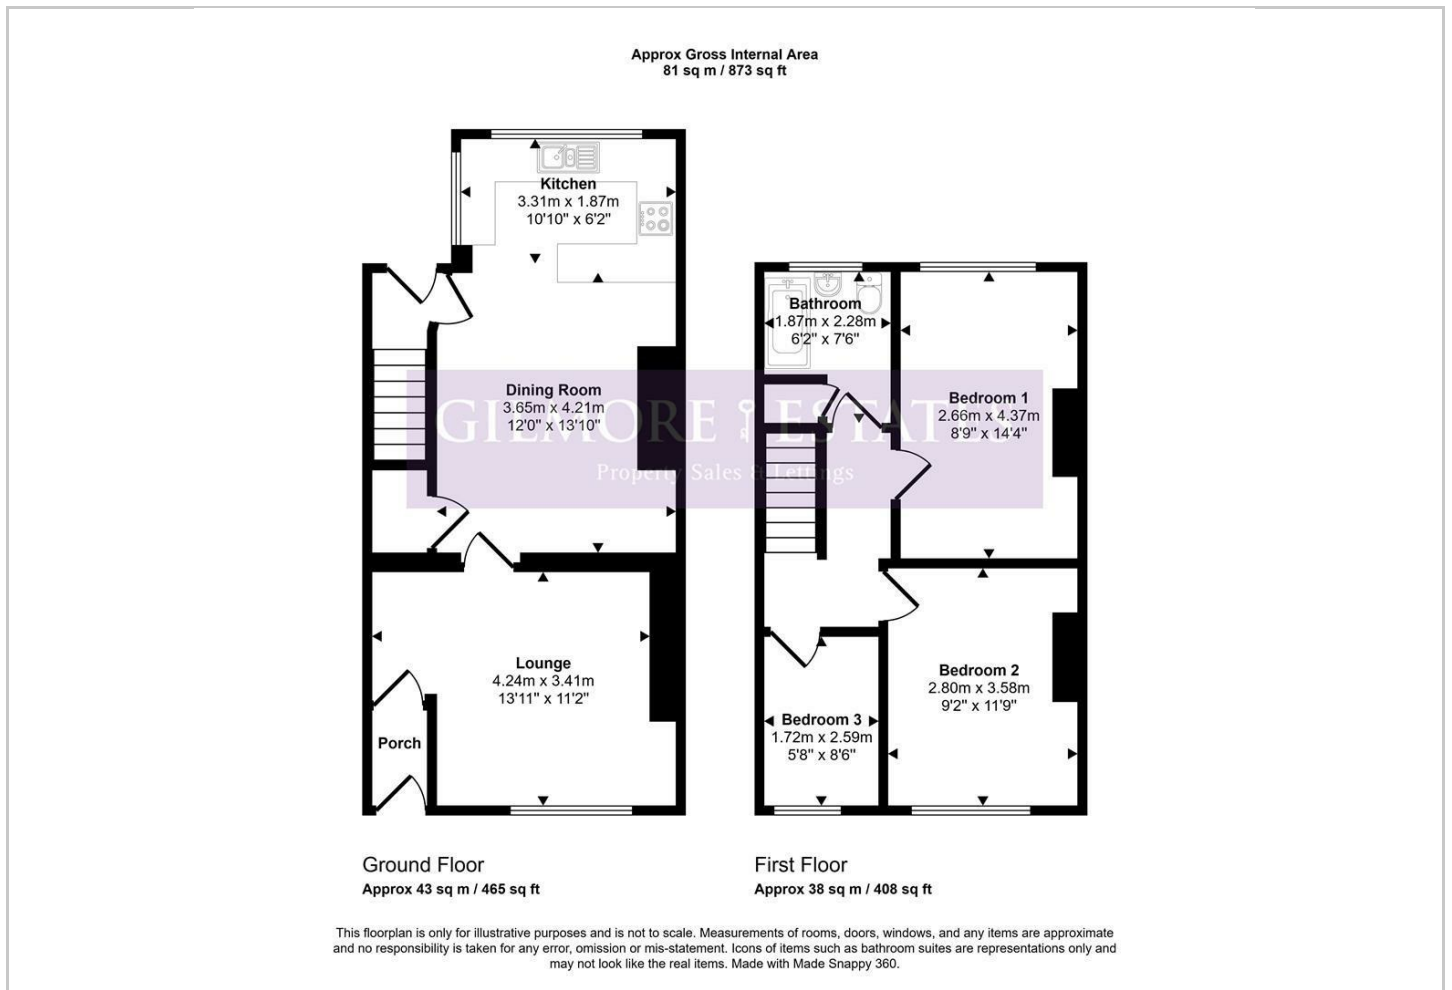 Approx Gross Internal Area
81 sq m / 873 sq ft
Kitchen
3.31m x 1.87m
10'10" x 6'2"
Dining Room
3.65m x 4.21m
12'0" x 13'10"
Lounge
4.24m x 3.41m
13'11" x 11'2"
Porch
Bathroom
1.87m x 2.28m
6'2" x 7'6"
Bedroom 1
2.66m x 4.37m
8'9" x 14'4"
Bedroom 2
2.80m x 3.58m
9'2" x 11'9"
Bedroom 3
1.72m x 2.59m
5'8" x 8'6"
GILMORE ESTATES
Property Sales & Lettings
Ground Floor
Approx 43 sq m / 465 sq ft
First Floor
Approx 38 sq m / 408 sq ft
This floorplan is only for illustrative purposes and is not to scale. Measurements of rooms, doors, windows, and any items are approximate
and no responsibility is taken for any error, omission or mis-statement. Icons of items such as bathroom suites are representations only and
may not look like the real items. Made with Made Snappy 360.